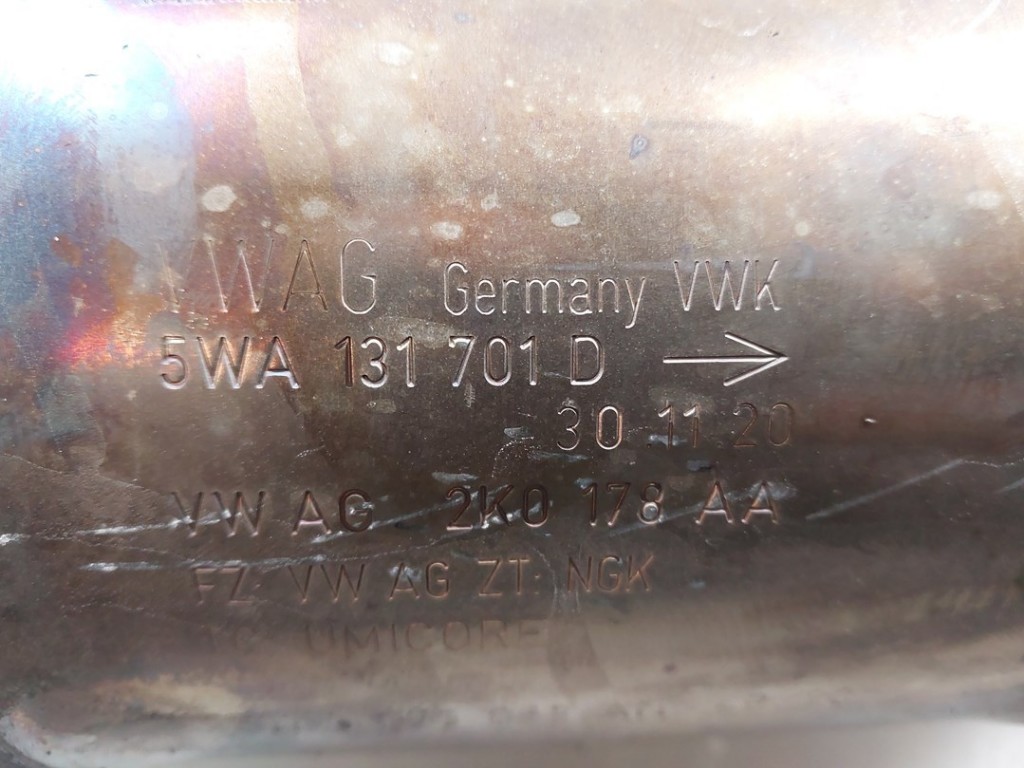 VWAG Germany VWK
5WA 131 701 D →
30 11 20
VW AG 2K0 178 AA
FZ: VW AG ZT: NGK
TC: UMICORE